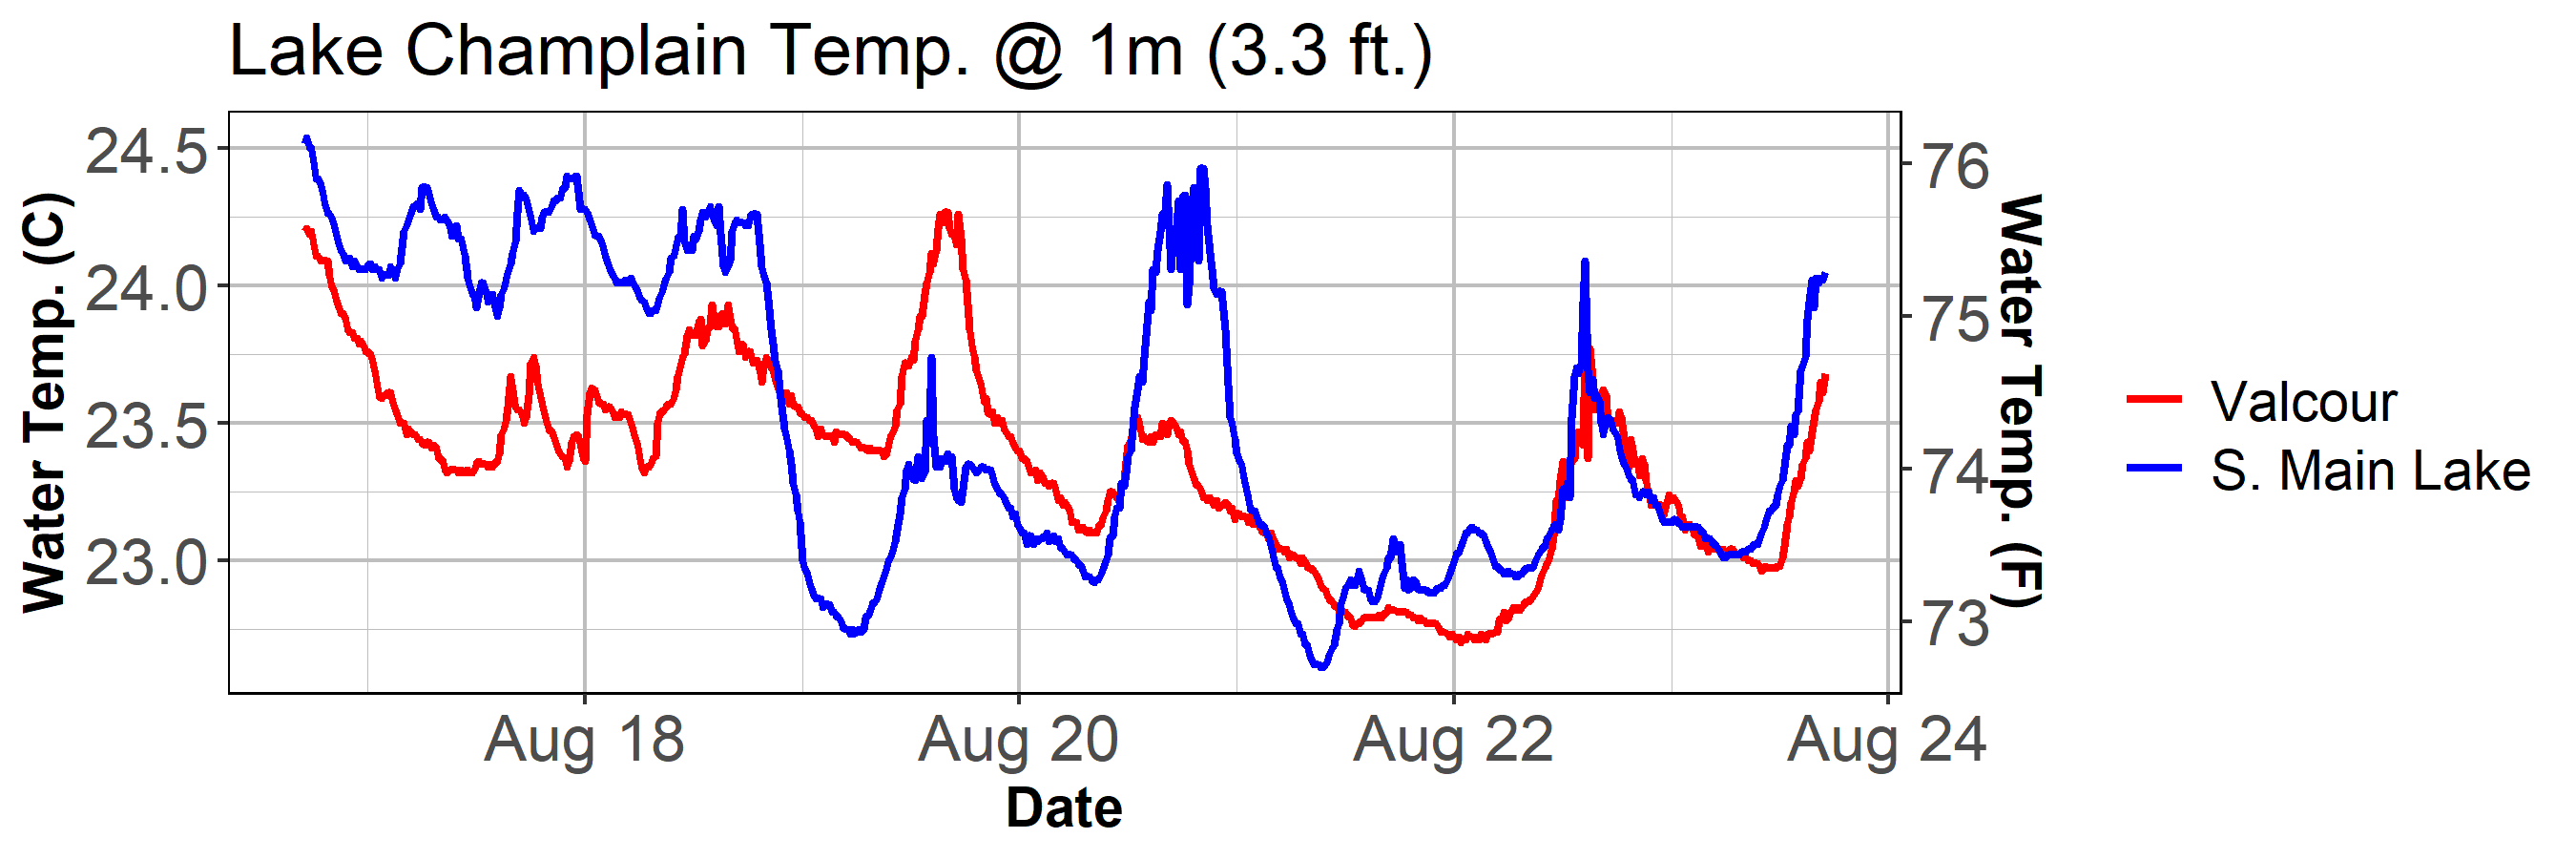 Lake Champlain Temp. @ 1m (3.3 ft.)
Water Temp. (C)
24.5
24.0
23.5
23.0
76
75
74
73
Water Temp. (F)
Aug 18
Aug 20
Aug 22
Aug 24
Date
Valcour
S. Main Lake